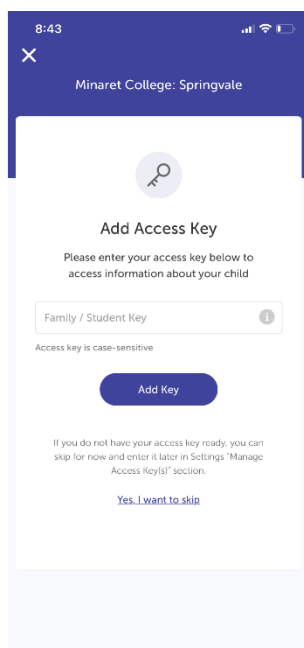 8:43
Minaret College: Springvale
Add Access Key
Please enter your access key below to
access information about your child
Family / Student Key
Access key is case-sensitive
Add Key
If you do not have your access key ready, you can
skip for now and enter it later in Settings "Manage
Access Key(s)" section.
Yes, I want to skip